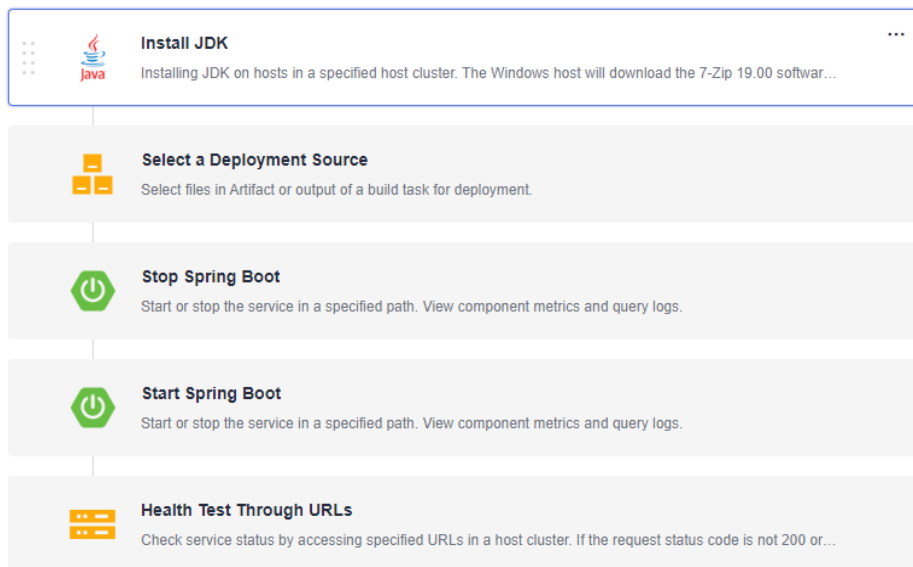 Install JDK
...
Java
Installing JDK on hosts in a specified host cluster. The Windows host will download the 7-Zip 19.00 softwar...
Select a Deployment Source
Select files in Artifact or output of a build task for deployment.
Stop Spring Boot
Start or stop the service in a specified path. View component metrics and query logs.
Start Spring Boot
Start or stop the service in a specified path. View component metrics and query logs.
Health Test Through URLs
Check service status by accessing specified URLs in a host cluster. If the request status code is not 200 or...